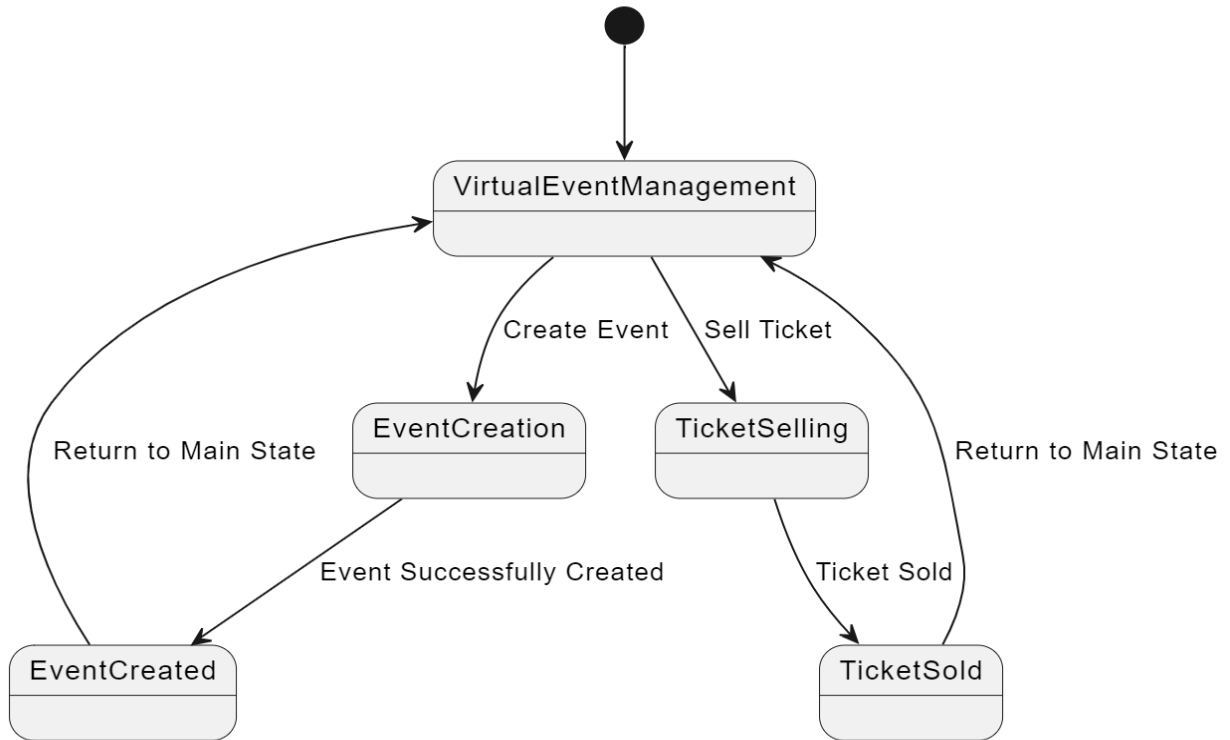 VirtualEventManagement
Create Event
Sell Ticket
EventCreation
TicketSelling
Return to Main State
Return to Main State
Event Successfully Created
Ticket Sold
EventCreated
TicketSold